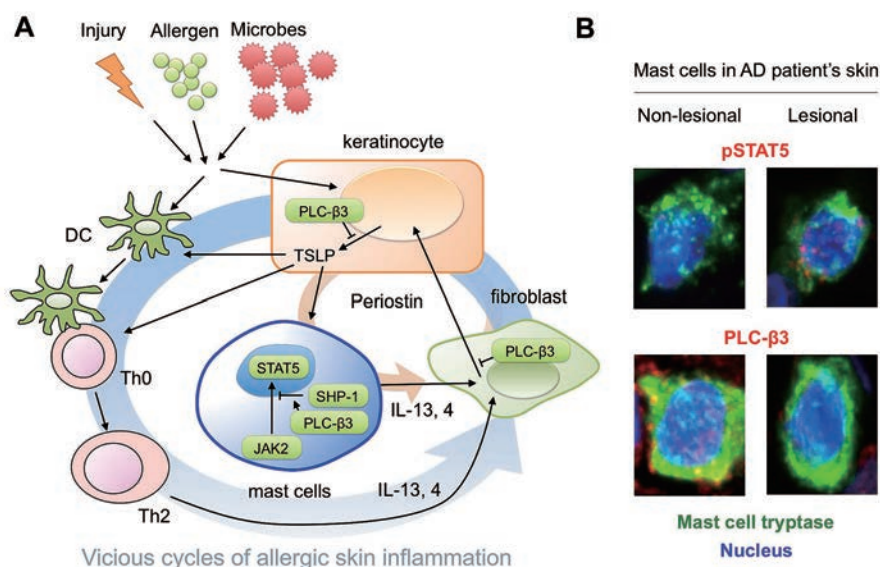 A
Injury
Allergen
Microbes
keratinocyte
PLC-β3
DC
TSLP
Periostin
fibroblast
PLC-β3
STAT5
Th0
SHP-1
IL-13, 4
PLC-β3
JAK2
mast cells
IL-13, 4
Th2
Vicious cycles of allergic skin inflammation
B
Mast cells in AD patient's skin
Non-lesional
Lesional
pSTAT5
PLC-β3
Mast cell tryptase
Nucleus